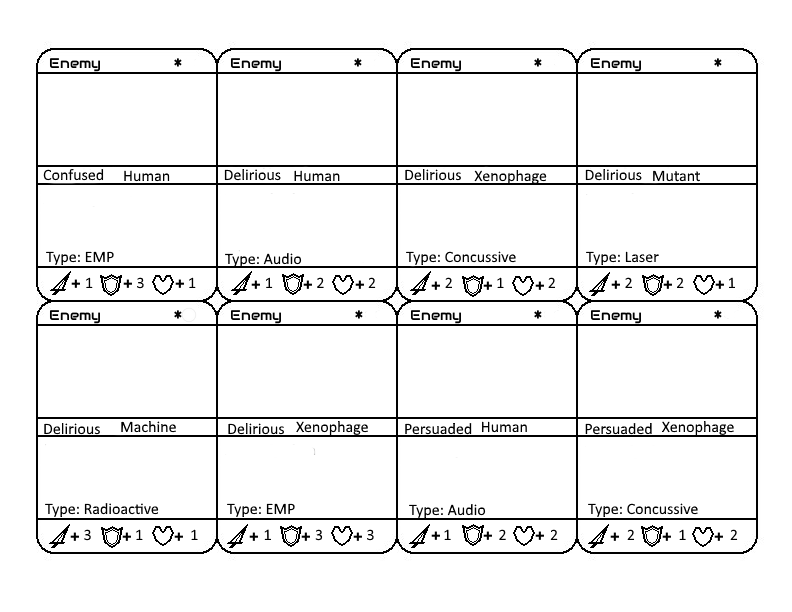 Enemy *
Enemy *
Enemy *
Enemy *
Confused Human
Delirious Human
Delirious Xenophage
Delirious Mutant
Type: EMP
Type: Audio
Type: Concussive
Type: Laser
+ 1 + 3 + 1
+ 1 + 2 + 2
+ 2 + 1 + 2
+ 2 + 2 + 1
Enemy *
Enemy *
Enemy *
Enemy *
Delirious Machine
Delirious Xenophage
Persuaded Human
Persuaded Xenophage
Type: Radioactive
Type: EMP
Type: Audio
Type: Concussive
+ 3 + 1 + 1
+ 1 + 3 + 3
+ 1 + 2 + 2
+ 2 + 1 + 2